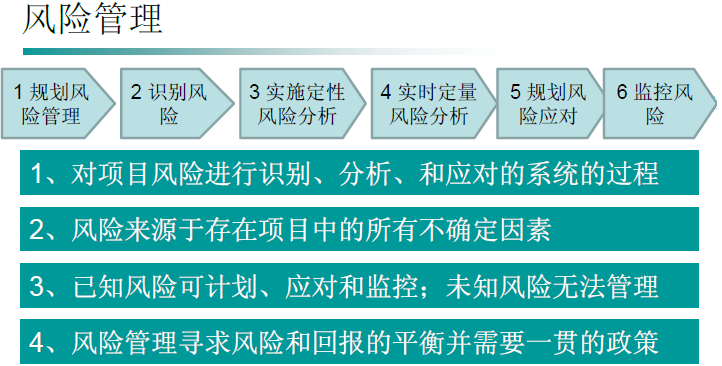 风险管理
1 规划风
险管理
2 识别风
险
3 实施定性
风险分析
4 实时定量
风险分析
5 规划风
险应对
6 监控风
险
1、对项目风险进行识别、分析、和应对的系统的过程
2、风险来源于存在项目中的所有不确定因素
3、已知风险可计划、应对和监控；未知风险无法管理
4、风险管理寻求风险和回报的平衡并需要一贯的政策